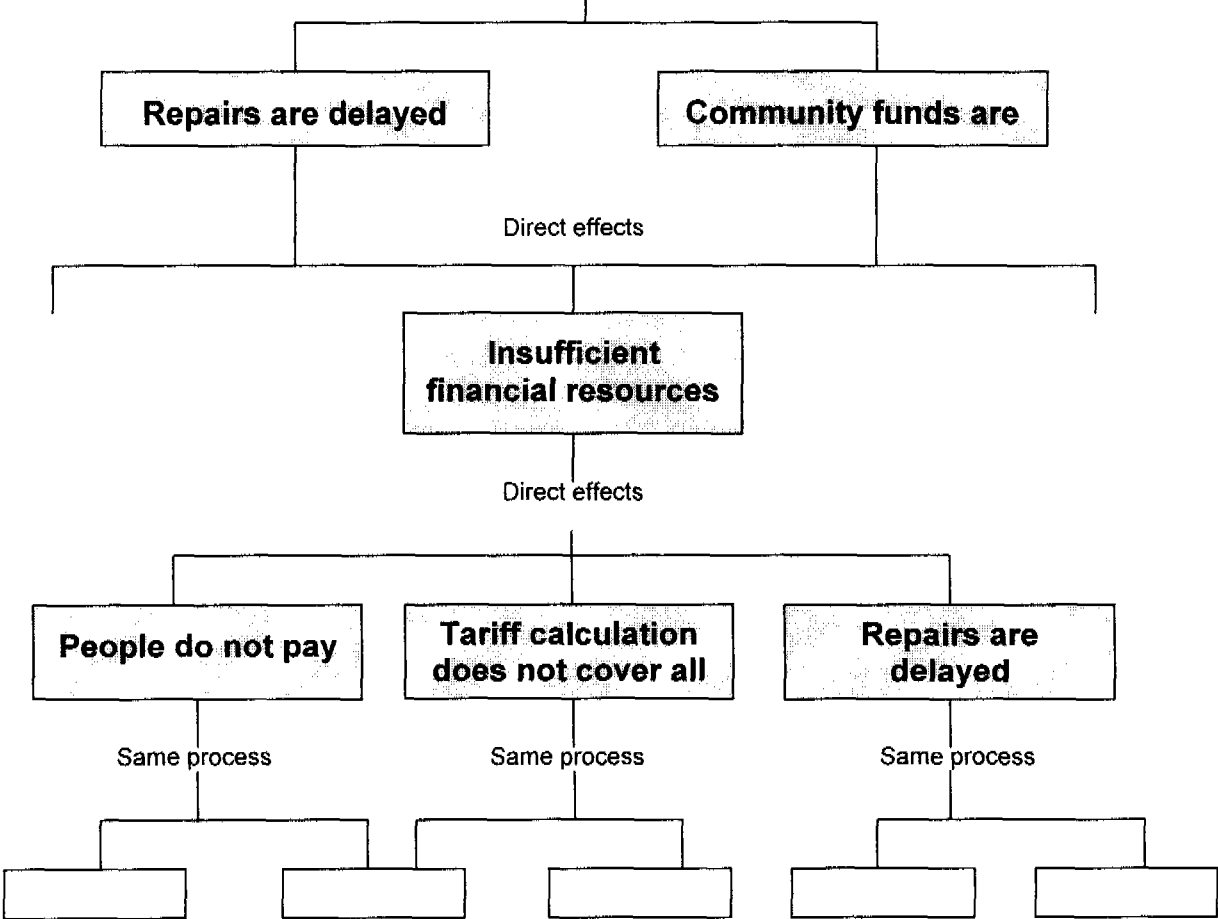 Repairs are delayed
Community funds are
Direct effects
Insufficient
financial resources
Direct effects
People do not pay
Tariff calculation
does not cover all
Repairs are
delayed
Same process
Same process
Same process